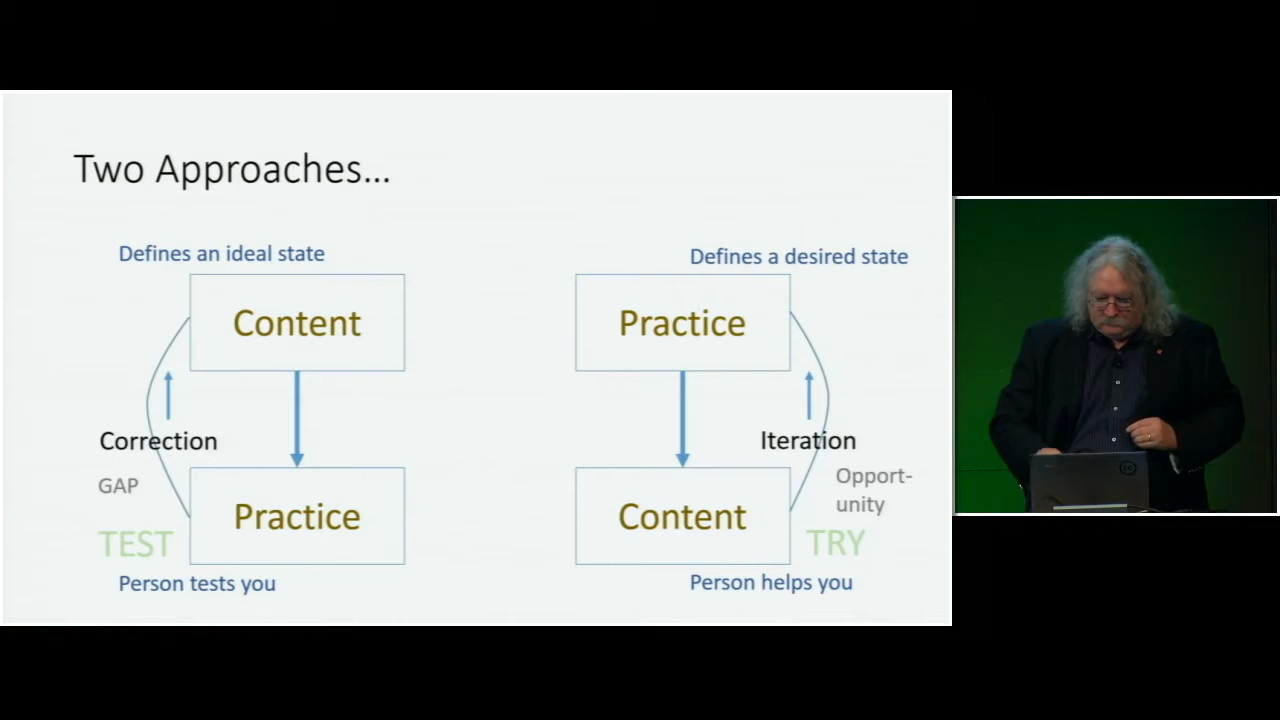 Two Approaches...
Defines an ideal state
Content
Correction
GAP
Practice
TEST
Person tests you
Defines a desired state
Practice
Iteration
Opport-
unity
Content
TRY
Person helps you